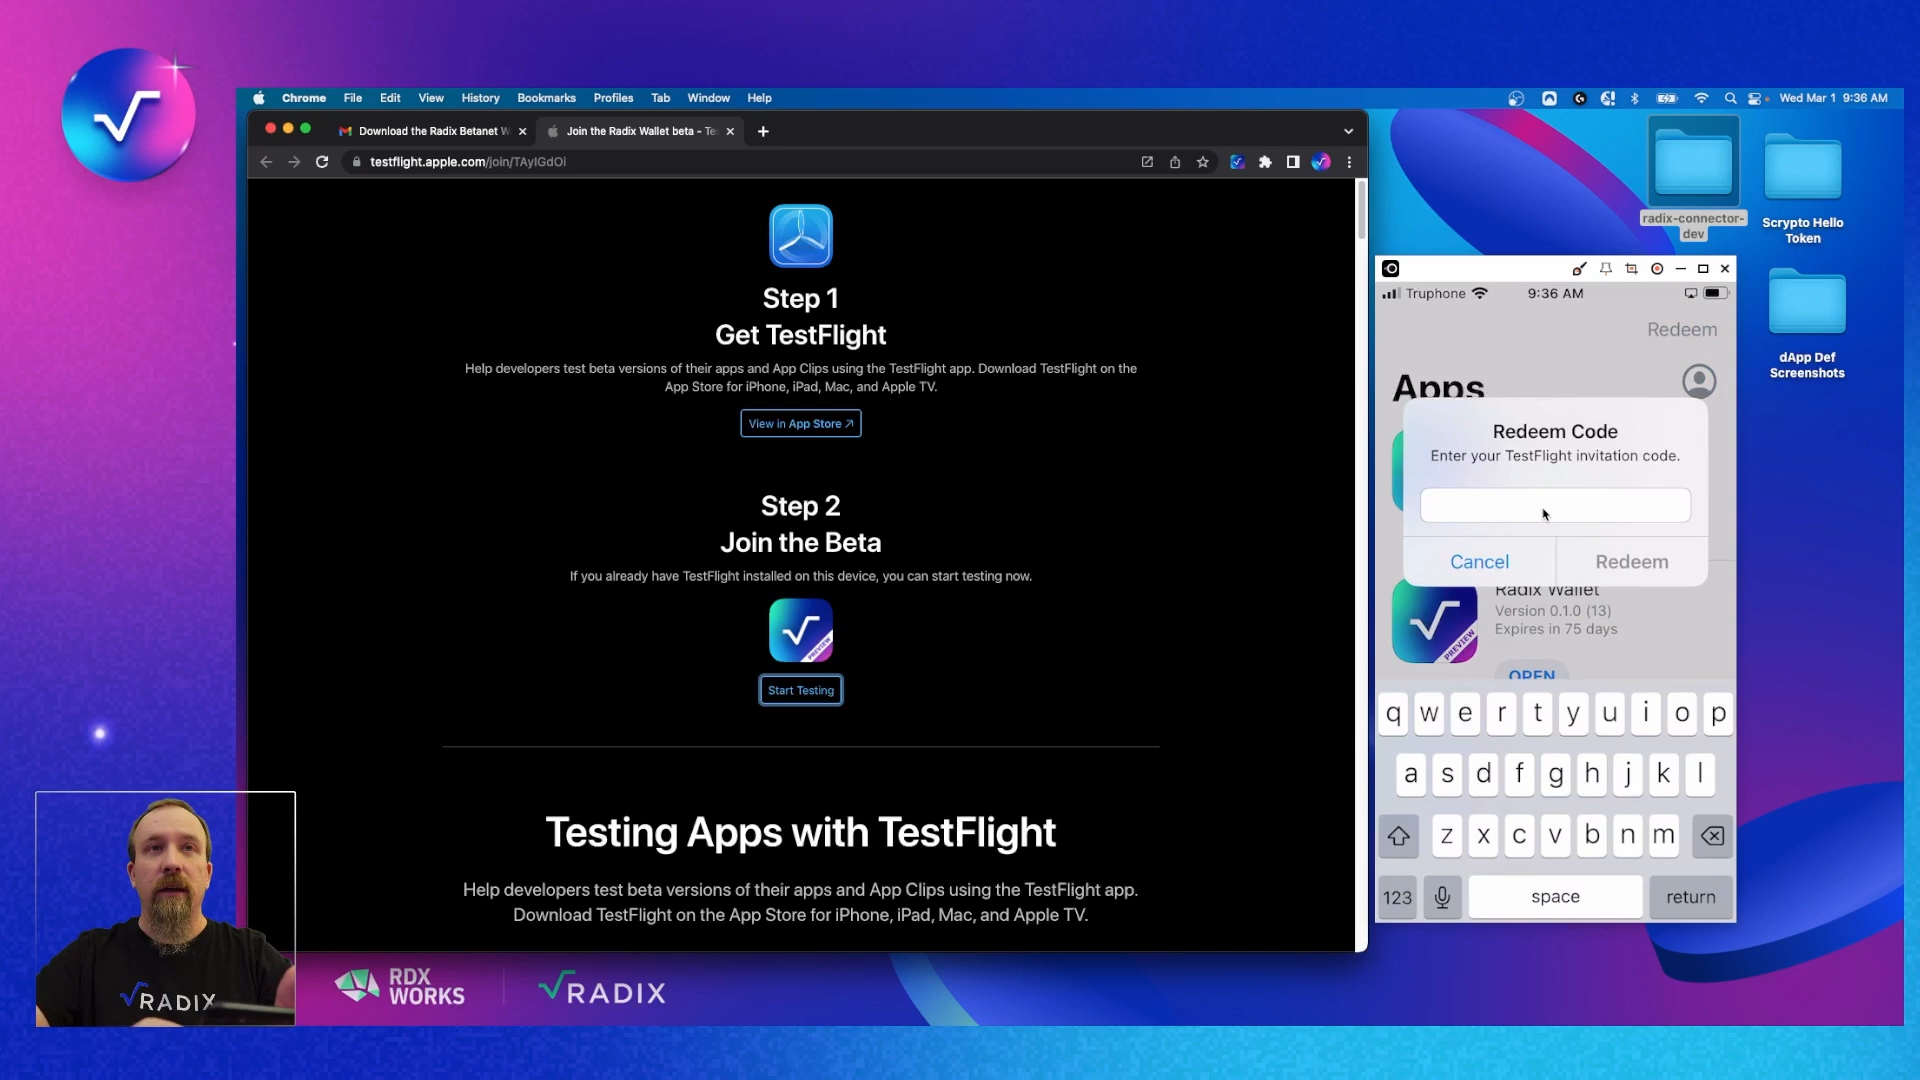 Chrome File Edit View History Bookmarks Profiles Tab Window Help
Wed Mar 1 9:36 AM
Download the Radix Betanet W
Join the Radix Wallet beta - Te
testflight.apple.com/join/TAyIGdOi
Step 1
Get TestFlight
Help developers test beta versions of their apps and App Clips using the TestFlight app. Download TestFlight on the
App Store for iPhone, iPad, Mac, and Apple TV.
View in App Store ↗
Step 2
Join the Beta
If you already have TestFlight installed on this device, you can start testing now.
PREVIEW
Start Testing
Testing Apps with TestFlight
Help developers test beta versions of their apps and App Clips using the TestFlight app.
Download TestFlight on the App Store for iPhone, iPad, Mac, and Apple TV.
radix-connector-
dev
Scrypto Hello
Token
dApp Def
Screenshots
Truphone
9:36 AM
Redeem
Apps
Redeem Code
Enter your TestFlight invitation code.
Cancel
Redeem
Radix Wallet
Version 0.1.0 (13)
Expires in 75 days
PREVIEW
OPEN
q w e r t y u i o p
a s d f g h j k l
z x c v b n m
123
space
return
RADIX
RDX
WORKS
RADIX